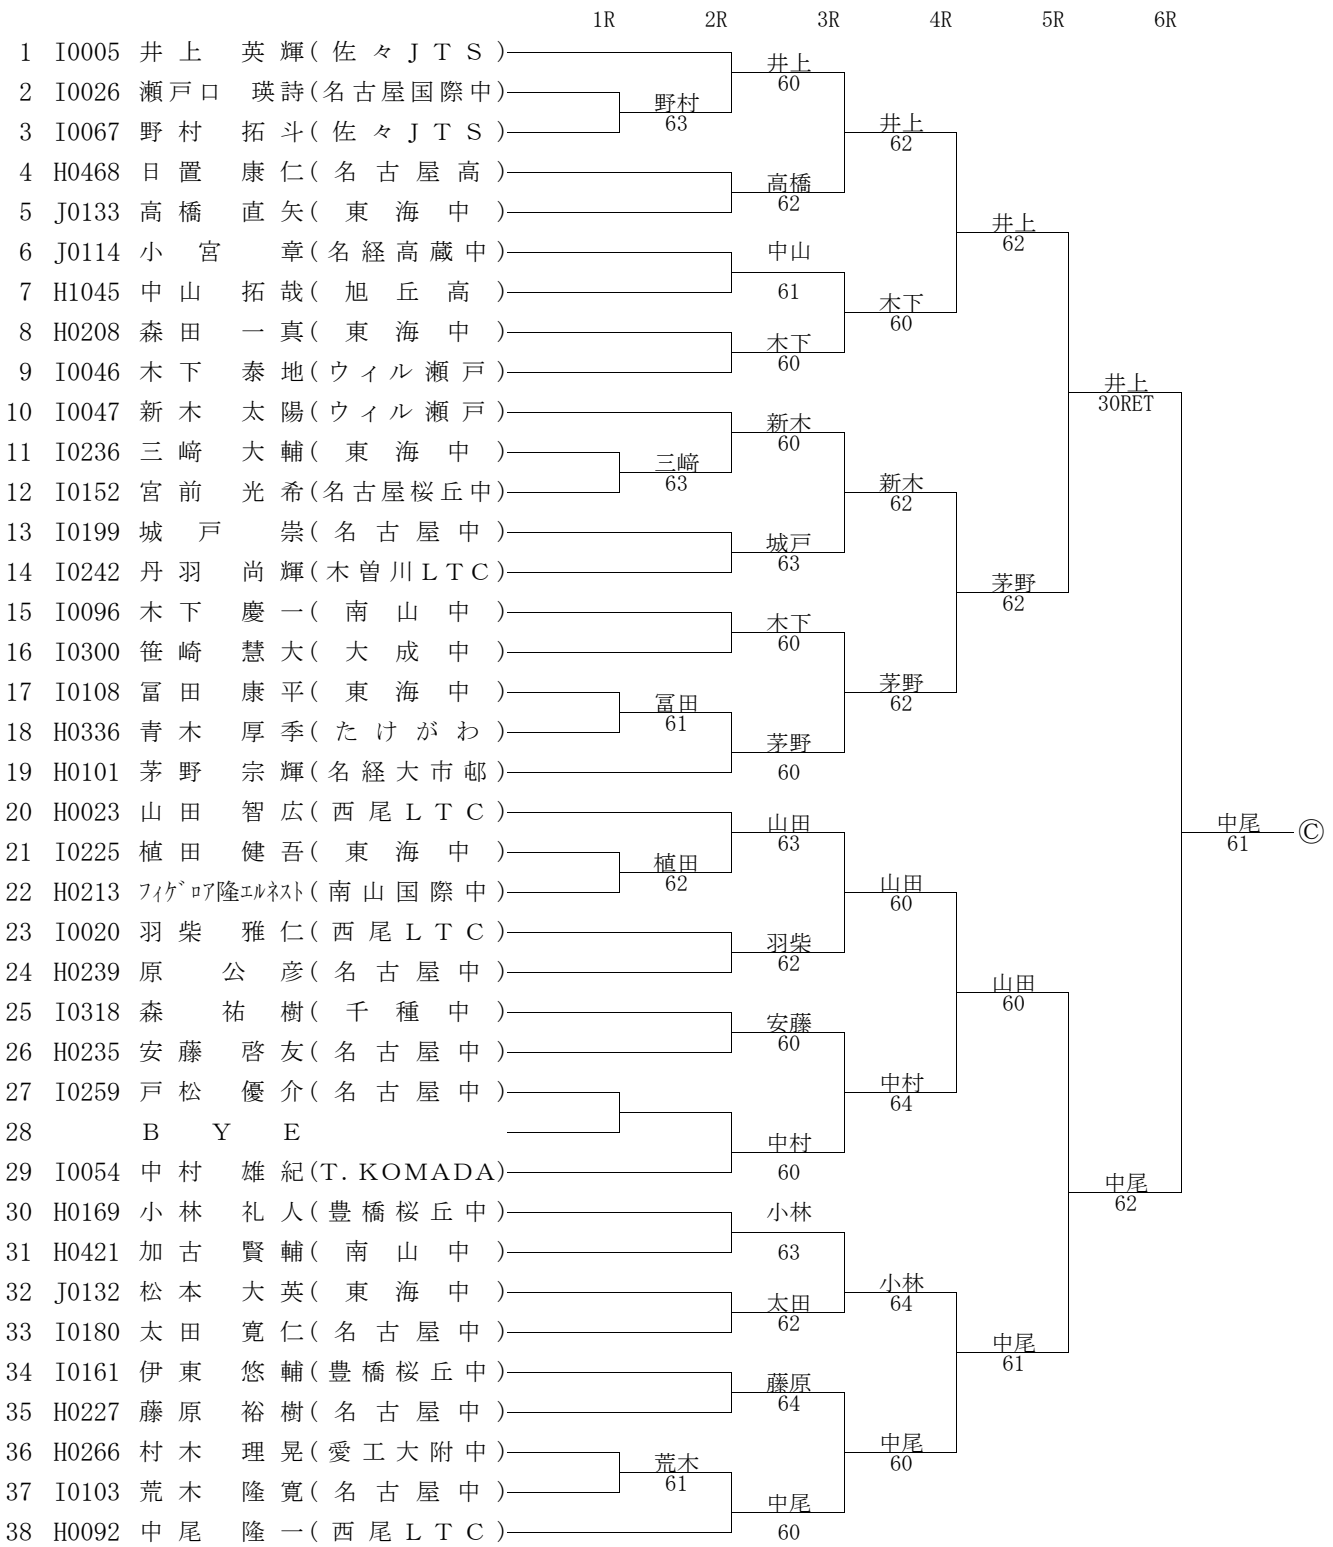 1R 2R 3R 4R 5R 6R
1 I0005 井上 英輝(佐々JTS)
井上
60
2 I0026 瀬戸口 瑛詩(名古屋国際中)
野村
63
3 I0067 野村 拓斗(佐々JTS)
井上
62
4 H0468 日置 康仁(名古屋高)
高橋
62
5 J0133 高橋 直矢(東海中)
井上
62
6 J0114 小宮 章(名経高蔵中)
中山
61
7 H1045 中山 拓哉(旭丘高)
木下
60
8 H0208 森田 一真(東海中)
木下
60
9 I0046 木下 泰地(ウィル瀬戸)
井上
30RET
10 I0047 新木 太陽(ウィル瀬戸)
新木
60
11 I0236 三﨑 大輔(東海中)
三﨑
63
12 I0152 宮前 光希(名古屋桜丘中)
新木
62
13 I0199 城戸 崇(名古屋中)
城戸
63
14 I0242 丹羽 尚輝(木曽川LTC)
茅野
62
15 I0096 木下 慶一(南山中)
木下
60
16 I0300 笹崎 慧大(大成中)
17 I0108 冨田 康平(東海中)
冨田
61
茅野
62
18 H0336 青木 厚季(たけがわ)
茅野
60
19 H0101 茅野 宗輝(名経大市邨)
20 H0023 山田 智広(西尾LTC)
山田
63
中尾
61
Ⓒ
21 I0225 植田 健吾(東海中)
植田
62
22 H0213 フィゲロア隆エルネスト(南山国際中)
山田
60
23 I0020 羽柴 雅仁(西尾LTC)
羽柴
62
24 H0239 原 公彦(名古屋中)
山田
60
25 I0318 森 祐樹(千種中)
安藤
60
26 H0235 安藤 啓友(名古屋中)
27 I0259 戸松 優介(名古屋中)
中村
64
28 BYE
中村
60
29 I0054 中村 雄紀(T.KOMADA)
中尾
62
30 H0169 小林 礼人(豊橋桜丘中)
小林
63
31 H0421 加古 賢輔(南山中)
32 J0132 松本 大英(東海中)
小林
64
太田
62
33 I0180 太田 寛仁(名古屋中)
中尾
61
34 I0161 伊東 悠輔(豊橋桜丘中)
藤原
64
35 H0227 藤原 裕樹(名古屋中)
36 H0266 村木 理晃(愛工大附中)
荒木
61
中尾
60
37 I0103 荒木 隆寛(名古屋中)
中尾
60
38 H0092 中尾 隆一(西尾LTC)